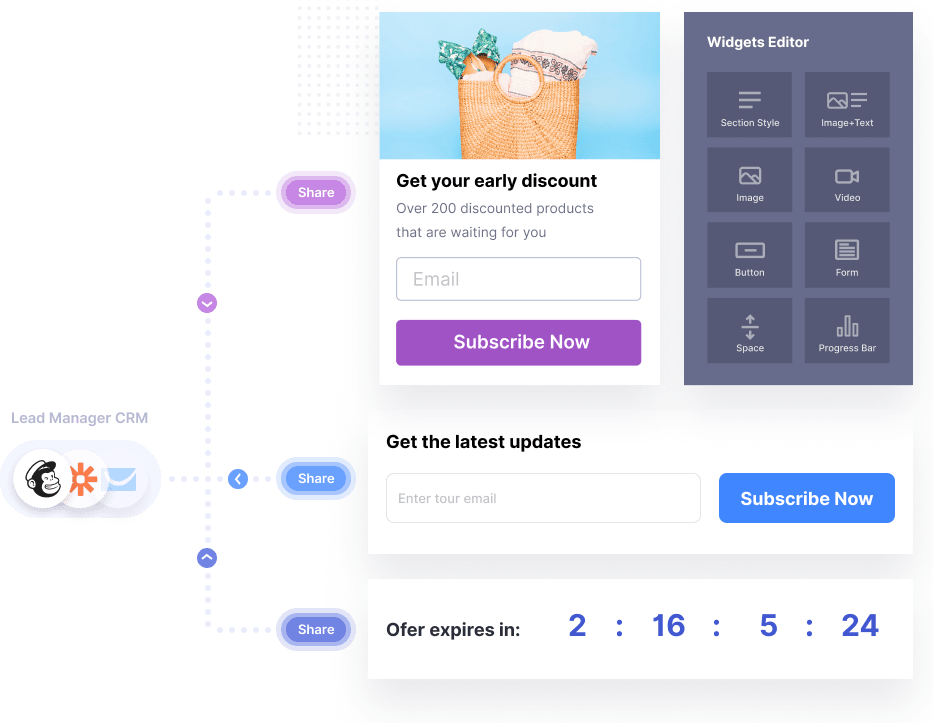 Widgets Editor
Section Style
Image+Text
Image
Video
Button
Form
Space
Progress Bar
Share
Get your early discount
Over 200 discounted products
that are waiting for you
Email
Subscribe Now
Lead Manager CRM
Share
Get the latest updates
Enter tour email
Subscribe Now
Share
Ofer expires in: 2 : 16 : 5 : 24